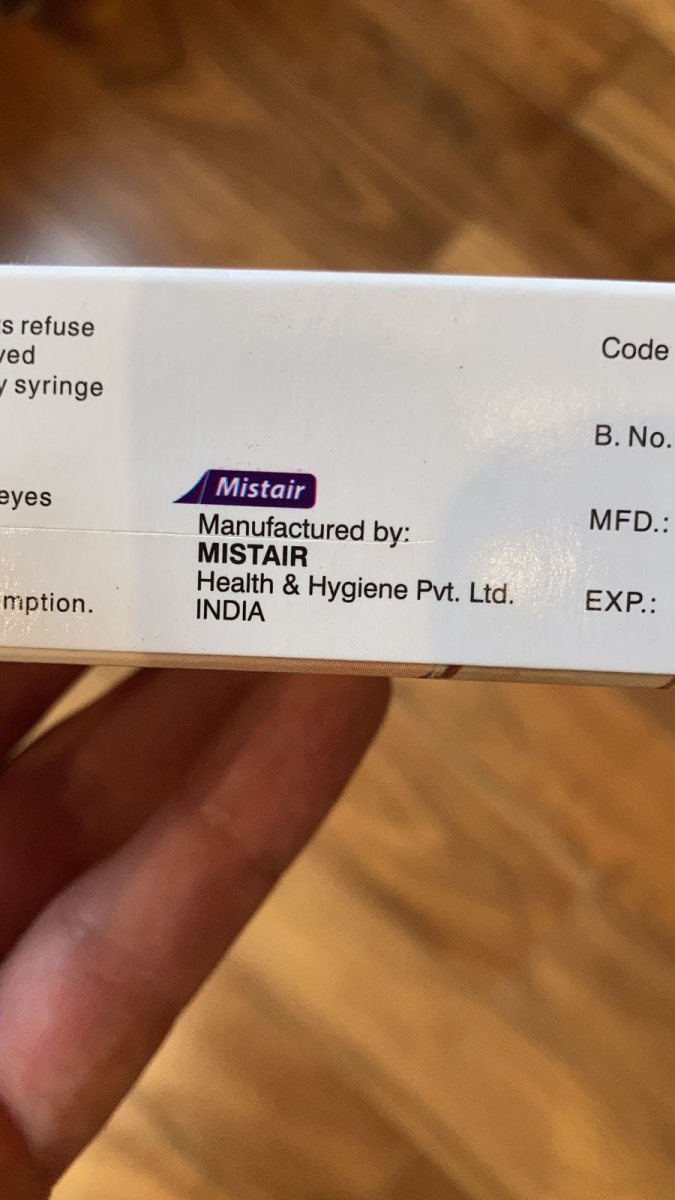 s refuse
ved
y syringe
eyes
mption.
Mistair
Manufactured by:
MISTAIR
Health & Hygiene Pvt. Ltd.
INDIA
Code
B. No.
MFD.:
EXP.: